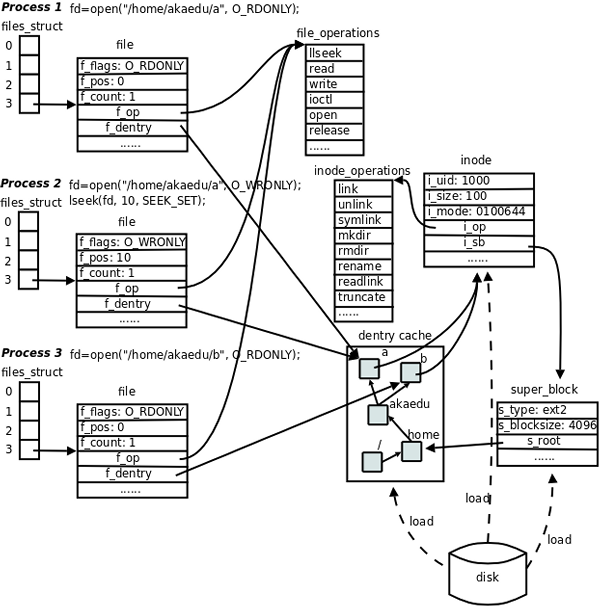 Process 1 fd=open("/home/akaedu/a", O_RDONLY);
files_struct
0
1
2
3
file
f_flags: O_RDONLY
f_pos: 0
f_count: 1
f_op
f_dentry
......
file_operations
llseek
read
write
ioctl
open
release
......
Process 2 fd=open("/home/akaedu/a", O_WRONLY);
lseek(fd, 10, SEEK_SET);
files_struct
0
1
2
3
file
f_flags: O_WRONLY
f_pos: 10
f_count: 1
f_op
f_dentry
......
inode_operations
link
unlink
symlink
mkdir
rmdir
rename
readlink
truncate
......
inode
i_uid: 1000
i_size: 100
i_mode: 0100644
i_op
i_sb
......
Process 3 fd=open("/home/akaedu/b", O_RDONLY);
files_struct
0
1
2
3
file
f_flags: O_RDONLY
f_pos: 0
f_count: 1
f_op
f_dentry
......
dentry cache
a
b
akaedu
home
/
super_block
s_type: ext2
s_blocksize: 4096
s_root
......
load
load
load
disk